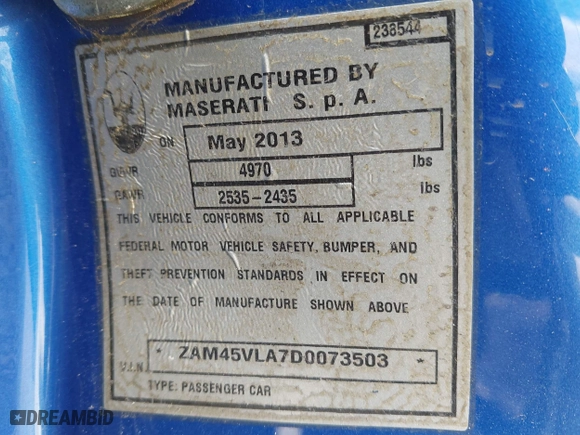 238544
MANUFACTURED BY
MASERATI S. p. A.
ON May 2013
GVWR 4970 lbs
GAWR 2535-2435 lbs
THIS VEHICLE CONFORMS TO ALL APPLICABLE
FEDERAL MOTOR VEHICLE SAFETY, BUMPER, AND
THEFT PREVENTION STANDARDS IN EFFECT ON
THE DATE OF MANUFACTURE SHOWN ABOVE
V.I.N. * ZAM45VLA7D0073503 *
TYPE: PASSENGER CAR
DREAMBID